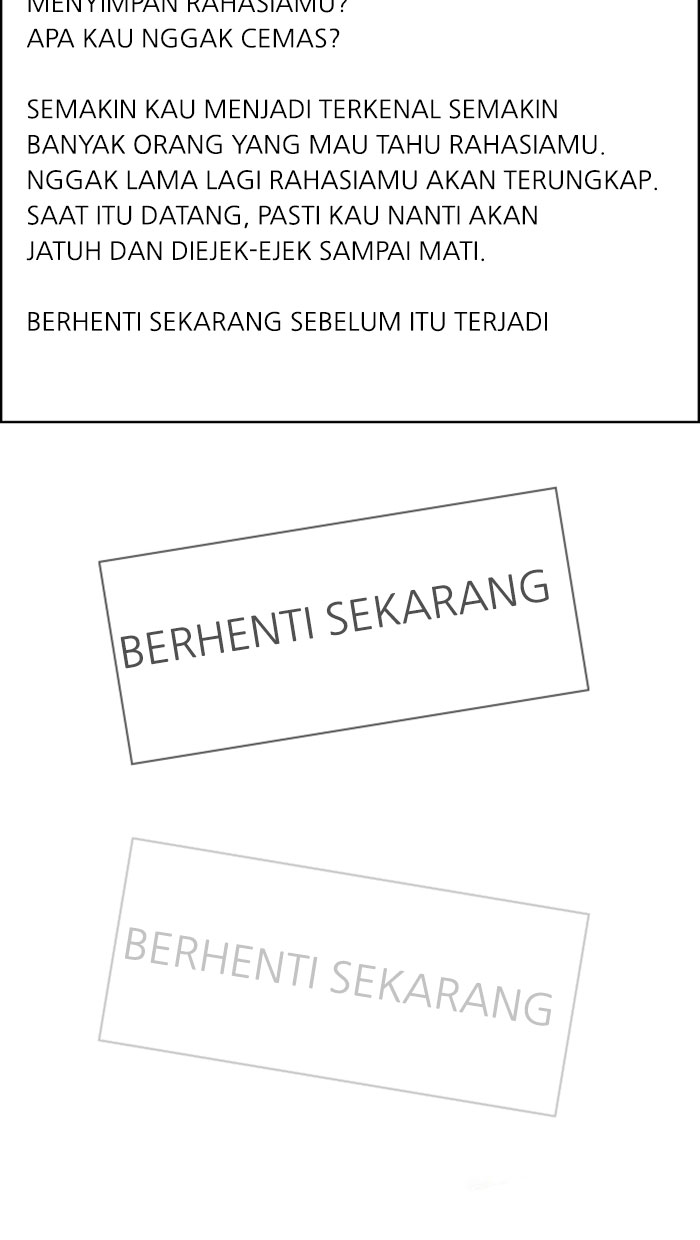 MENYIMPAN RAHASIAMU?
APA KAU NGGAK CEMAS?
SEMAKIN KAU MENJADI TERKENAL SEMAKIN
BANYAK ORANG YANG MAU TAHU RAHASIAMU.
NGGAK LAMA LAGI RAHASIAMU AKAN TERUNGKAP.
SAAT ITU DATANG, PASTI KAU NANTI AKAN
JATUH DAN DIEJEK-EJEK SAMPAI MATI.
BERHENTI SEKARANG SEBELUM ITU TERJADI
BERHENTI SEKARANG
BERHENTI SEKARANG